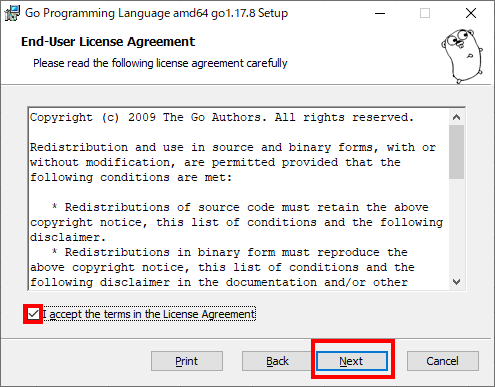 Go Programming Language amd64 go1.17.8 Setup
End-User License Agreement
Please read the following license agreement carefully
Copyright (c) 2009 The Go Authors. All rights reserved.
Redistribution and use in source and binary forms, with or
without modification, are permitted provided that the
following conditions are met:
* Redistributions of source code must retain the above
copyright notice, this list of conditions and the following
disclaimer.
* Redistributions in binary form must reproduce the
above copyright notice, this list of conditions and the
following disclaimer in the documentation and/or other
I accept the terms in the License Agreement
Print Back Next Cancel